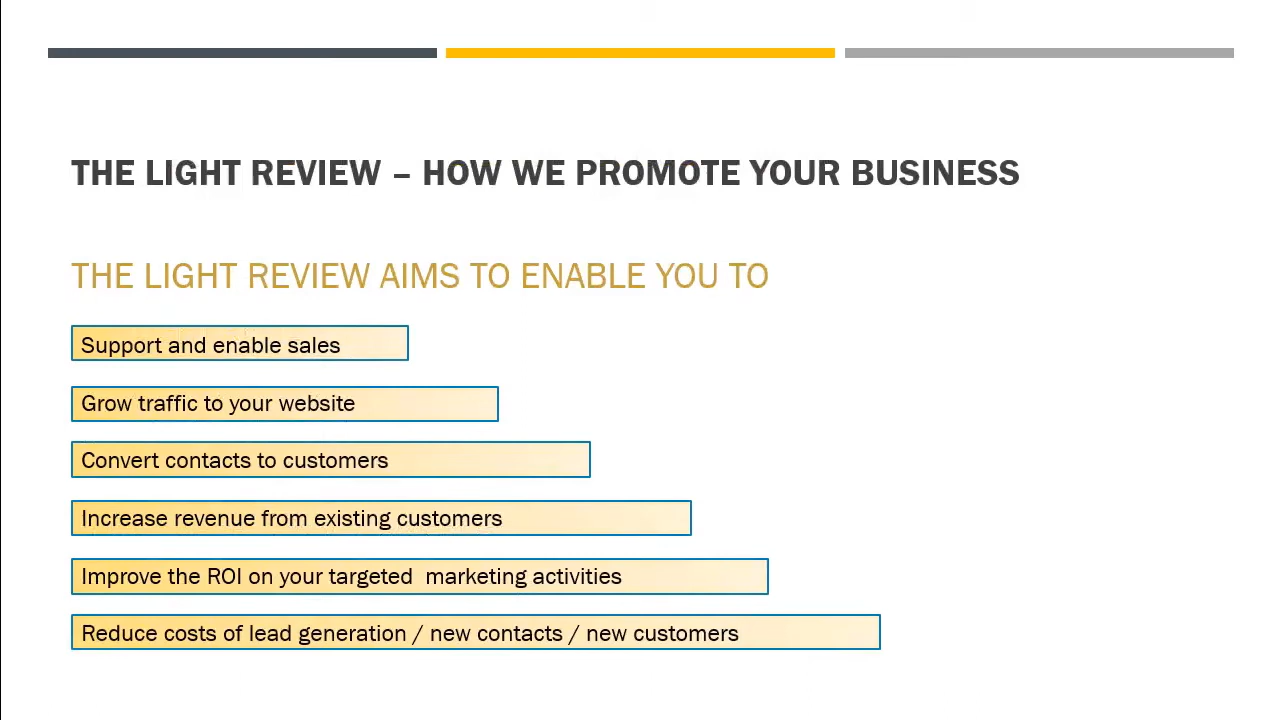 THE LIGHT REVIEW – HOW WE PROMOTE YOUR BUSINESS
THE LIGHT REVIEW AIMS TO ENABLE YOU TO
Support and enable sales
Grow traffic to your website
Convert contacts to customers
Increase revenue from existing customers
Improve the ROI on your targeted  marketing activities
Reduce costs of lead generation / new contacts / new customers